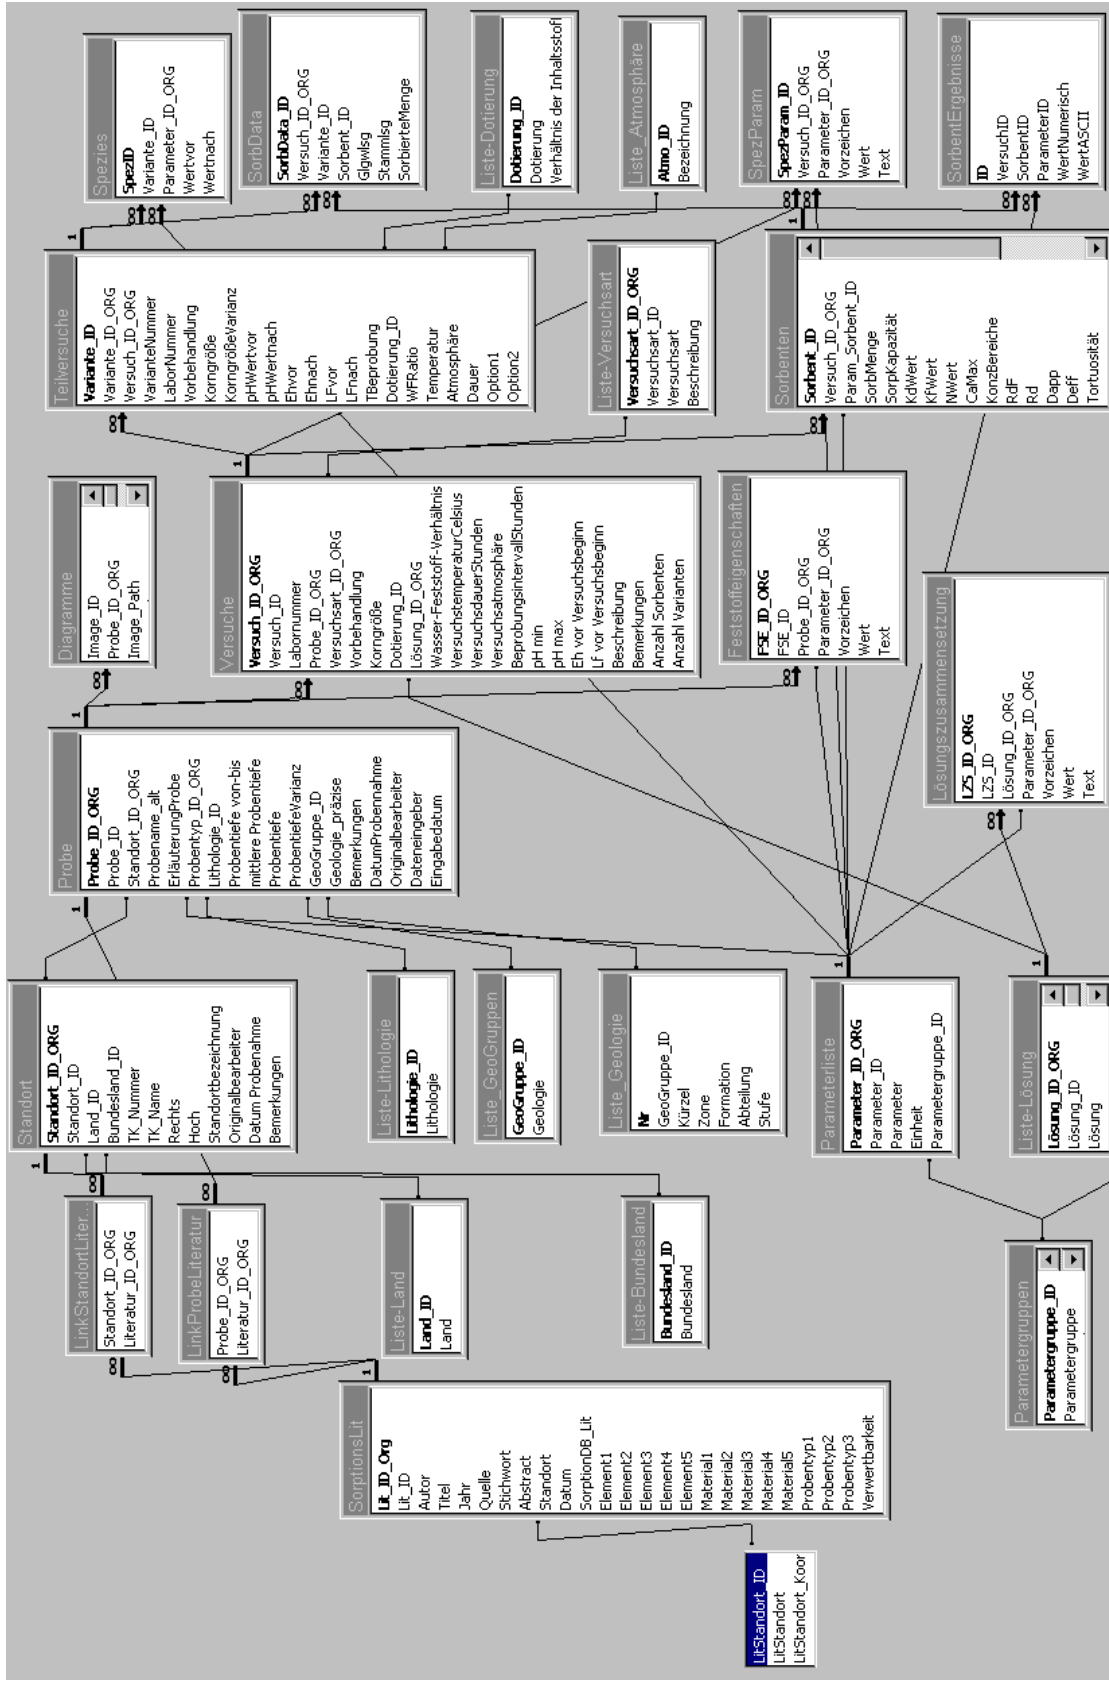 SorptionsLit
Lit_ID_Org
Lit_ID
Autor
Titel
Jahr
Quelle
Stichwort
Abstract
Standort
Datum
SorptionDB_Lit
Element1
Element2
Element3
Element4
Element5
Material1
Material2
Material3
Material4
Material5
Probentyp1
Probentyp2
Probentyp3
Verwertbarkeit
LitStandort_ID
LitStandort
LitStandort_Koor
LinkStandortLiter...
Standort_ID_ORG
Literatur_ID_ORG
LinkProbeLiteratur
Probe_ID_ORG
Literatur_ID_ORG
Liste-Land
Land_ID
Land
Liste-Bundesland
Bundesland_ID
Bundesland
Parametergruppen
Parametergruppe_ID
Parametergruppe
Standort
Standort_ID_ORG
Standort_ID
Land_ID
Bundesland_ID
TK_Nummer
TK_Name
Rechts
Hoch
Standortbezeichnung
Originalbearbeiter
Datum Probenahme
Bemerkungen
Liste-Lithologie
Lithologie_ID
Lithologie
Liste_GeoGruppen
GeoGruppe_ID
Geologie
Liste_Geologie
Nr
GeoGruppe_ID
Kürzel
Zone
Formation
Abteilung
Stufe
Parameterliste
Parameter_ID_ORG
Parameter_ID
Parameter
Einheit
Parametergruppe_ID
Liste-Lösung
Lösung_ID_ORG
Lösung_ID
Lösung
Probe
Probe_ID_ORG
Probe_ID
Standort_ID_ORG
Probename_alt
ErläuterungProbe
Probentyp_ID_ORG
Lithologie_ID
Probentiefe von-bis
mittlere Probentiefe
Probentiefe
ProbentiefeVarianz
GeoGruppe_ID
Geologie_präzise
Bemerkungen
DatumProbennahme
Originalbearbeiter
Dateneingeber
Eingabedatum
Diagramme
Image_ID
Probe_ID_ORG
Image_Path
Versuche
Versuch_ID_ORG
Versuch_ID
Labornummer
Probe_ID_ORG
Versuchsart_ID_ORG
Vorbehandlung
Korngröße
Dotierung_ID
Lösung_ID_ORG
Wasser-Feststoff-Verhältnis
VersuchstemperaturCelsius
VersuchsdauerStunden
Versuchsatmosphäre
BeprobungsintervallStunden
pH min
pH max
Eh vor Versuchsbeginn
Lf vor Versuchsbeginn
Beschreibung
Bemerkungen
Anzahl Sorbenten
Anzahl Varianten
Feststoffeigenschaften
FSE_ID_ORG
FSE_ID
Probe_ID_ORG
Parameter_ID_ORG
Vorzeichen
Wert
Text
Lösungszusammensetzung
LZS_ID_ORG
LZS_ID
Lösung_ID_ORG
Parameter_ID_ORG
Vorzeichen
Wert
Text
Teilversuche
Variante_ID
Variante_ID_ORG
Versuch_ID_ORG
VarianteNummer
LaborNummer
Vorbehandlung
Korngröße
KorngrößeVarianz
pHWertvor
pHWertnach
Ehvor
Ehnach
LFvor
LFnach
TBeprobung
Dotierung_ID
WFRatio
Temperatur
Atmosphäre
Dauer
Option1
Option2
Liste-Versuchsart
Versuchsart_ID_ORG
Versuchsart_ID
Versuchsart
Beschreibung
Sorbenten
Sorbent_ID
Versuch_ID_ORG
Param_Sorbent_ID
SorbMenge
SorpKapazität
KdWert
KfWert
NWert
CaMax
KonzBereiche
RdF
Rd
Dapp
Deff
Tortuosität
Spezies
SpezID
Variante_ID
Parameter_ID_ORG
Wertvor
Wertnach
SorbData
SorbData_ID
Versuch_ID_ORG
Variante_ID
Sorbent_ID
Glgwlsg
Stammlsg
SorbierteMenge
Liste-Dotierung
Dotierung_ID
Dotierung
Verhältnis der Inhaltsstoff
Liste_Atmosphäre
Atmo_ID
Bezeichnung
SpezParam
SpezParam_ID
Versuch_ID_ORG
Parameter_ID_ORG
Vorzeichen
Wert
Text
SorbentErgebnisse
ID
VersuchID
SorbentID
ParameterID
WertNumerisch
WertASCII